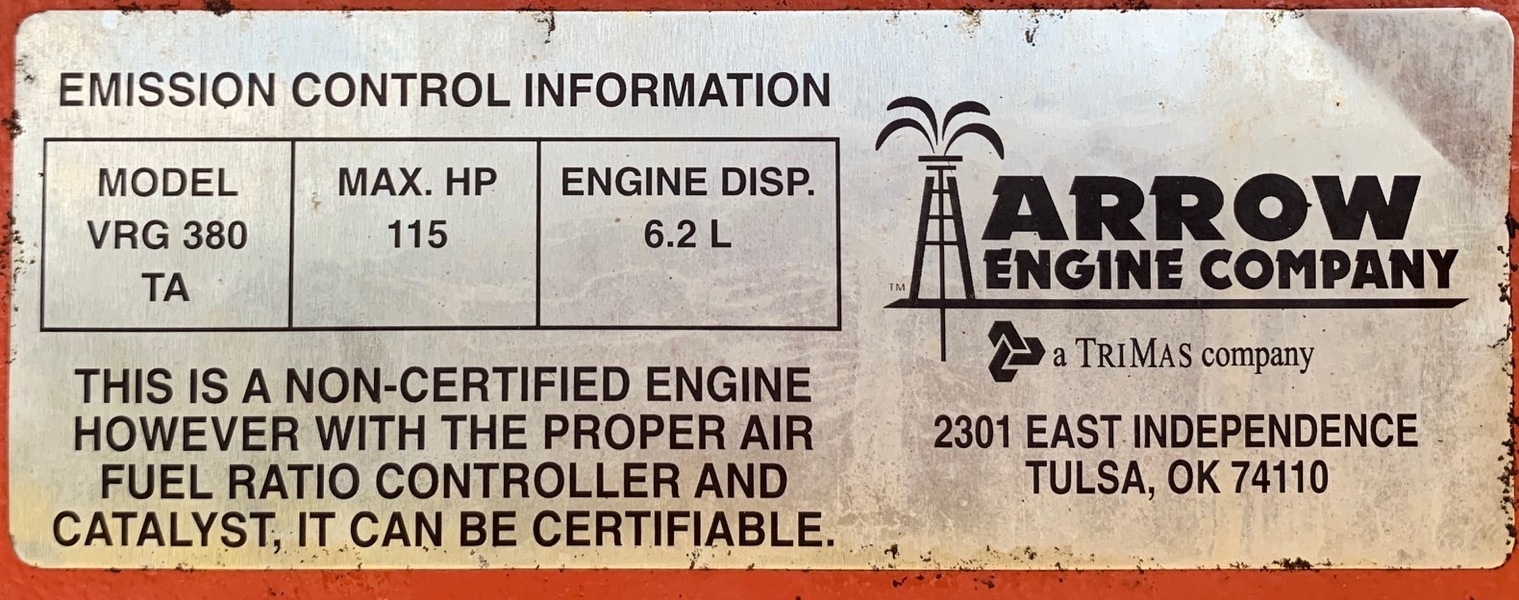 EMISSION CONTROL INFORMATION
MODEL
VRG 380
TA
MAX. HP
115
ENGINE DISP.
6.2 L
THIS IS A NON-CERTIFIED ENGINE
HOWEVER WITH THE PROPER AIR
FUEL RATIO CONTROLLER AND
CATALYST, IT CAN BE CERTIFIABLE.
ARROW
ENGINE COMPANY
TM
a TRIMAS company
2301 EAST INDEPENDENCE
TULSA, OK 74110